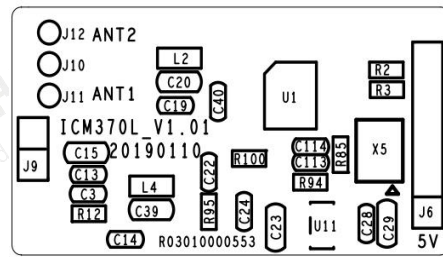 J12 ANT2
J10
J11 ANT1
L2
C20
C19
C40
U1
R2
R3
ICM370L_V1.01
20190110
J9
C15
C13
C3
R12
L4
C39
C14
C22
R95
R100
C24
C23
C114
C113
R94
R85
X5
U11
C28
C29
J6
5V
R03010000553